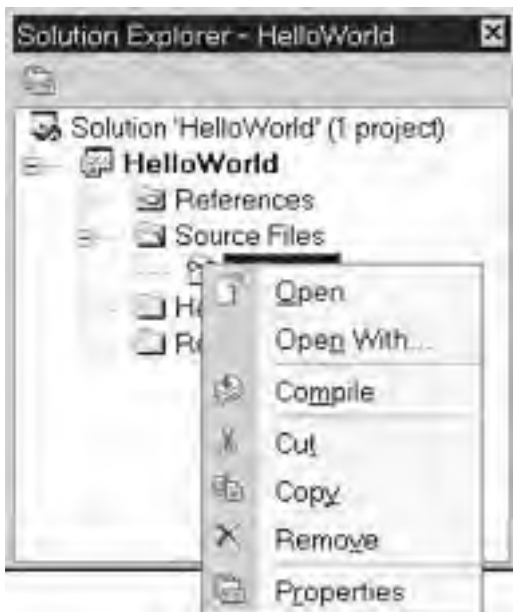 Solution Explorer - HelloWorld
Solution 'HelloWorld' (1 project)
HelloWorld
References
Source Files
Open
Open With...
Compile
Cut
Copy
Remove
Properties